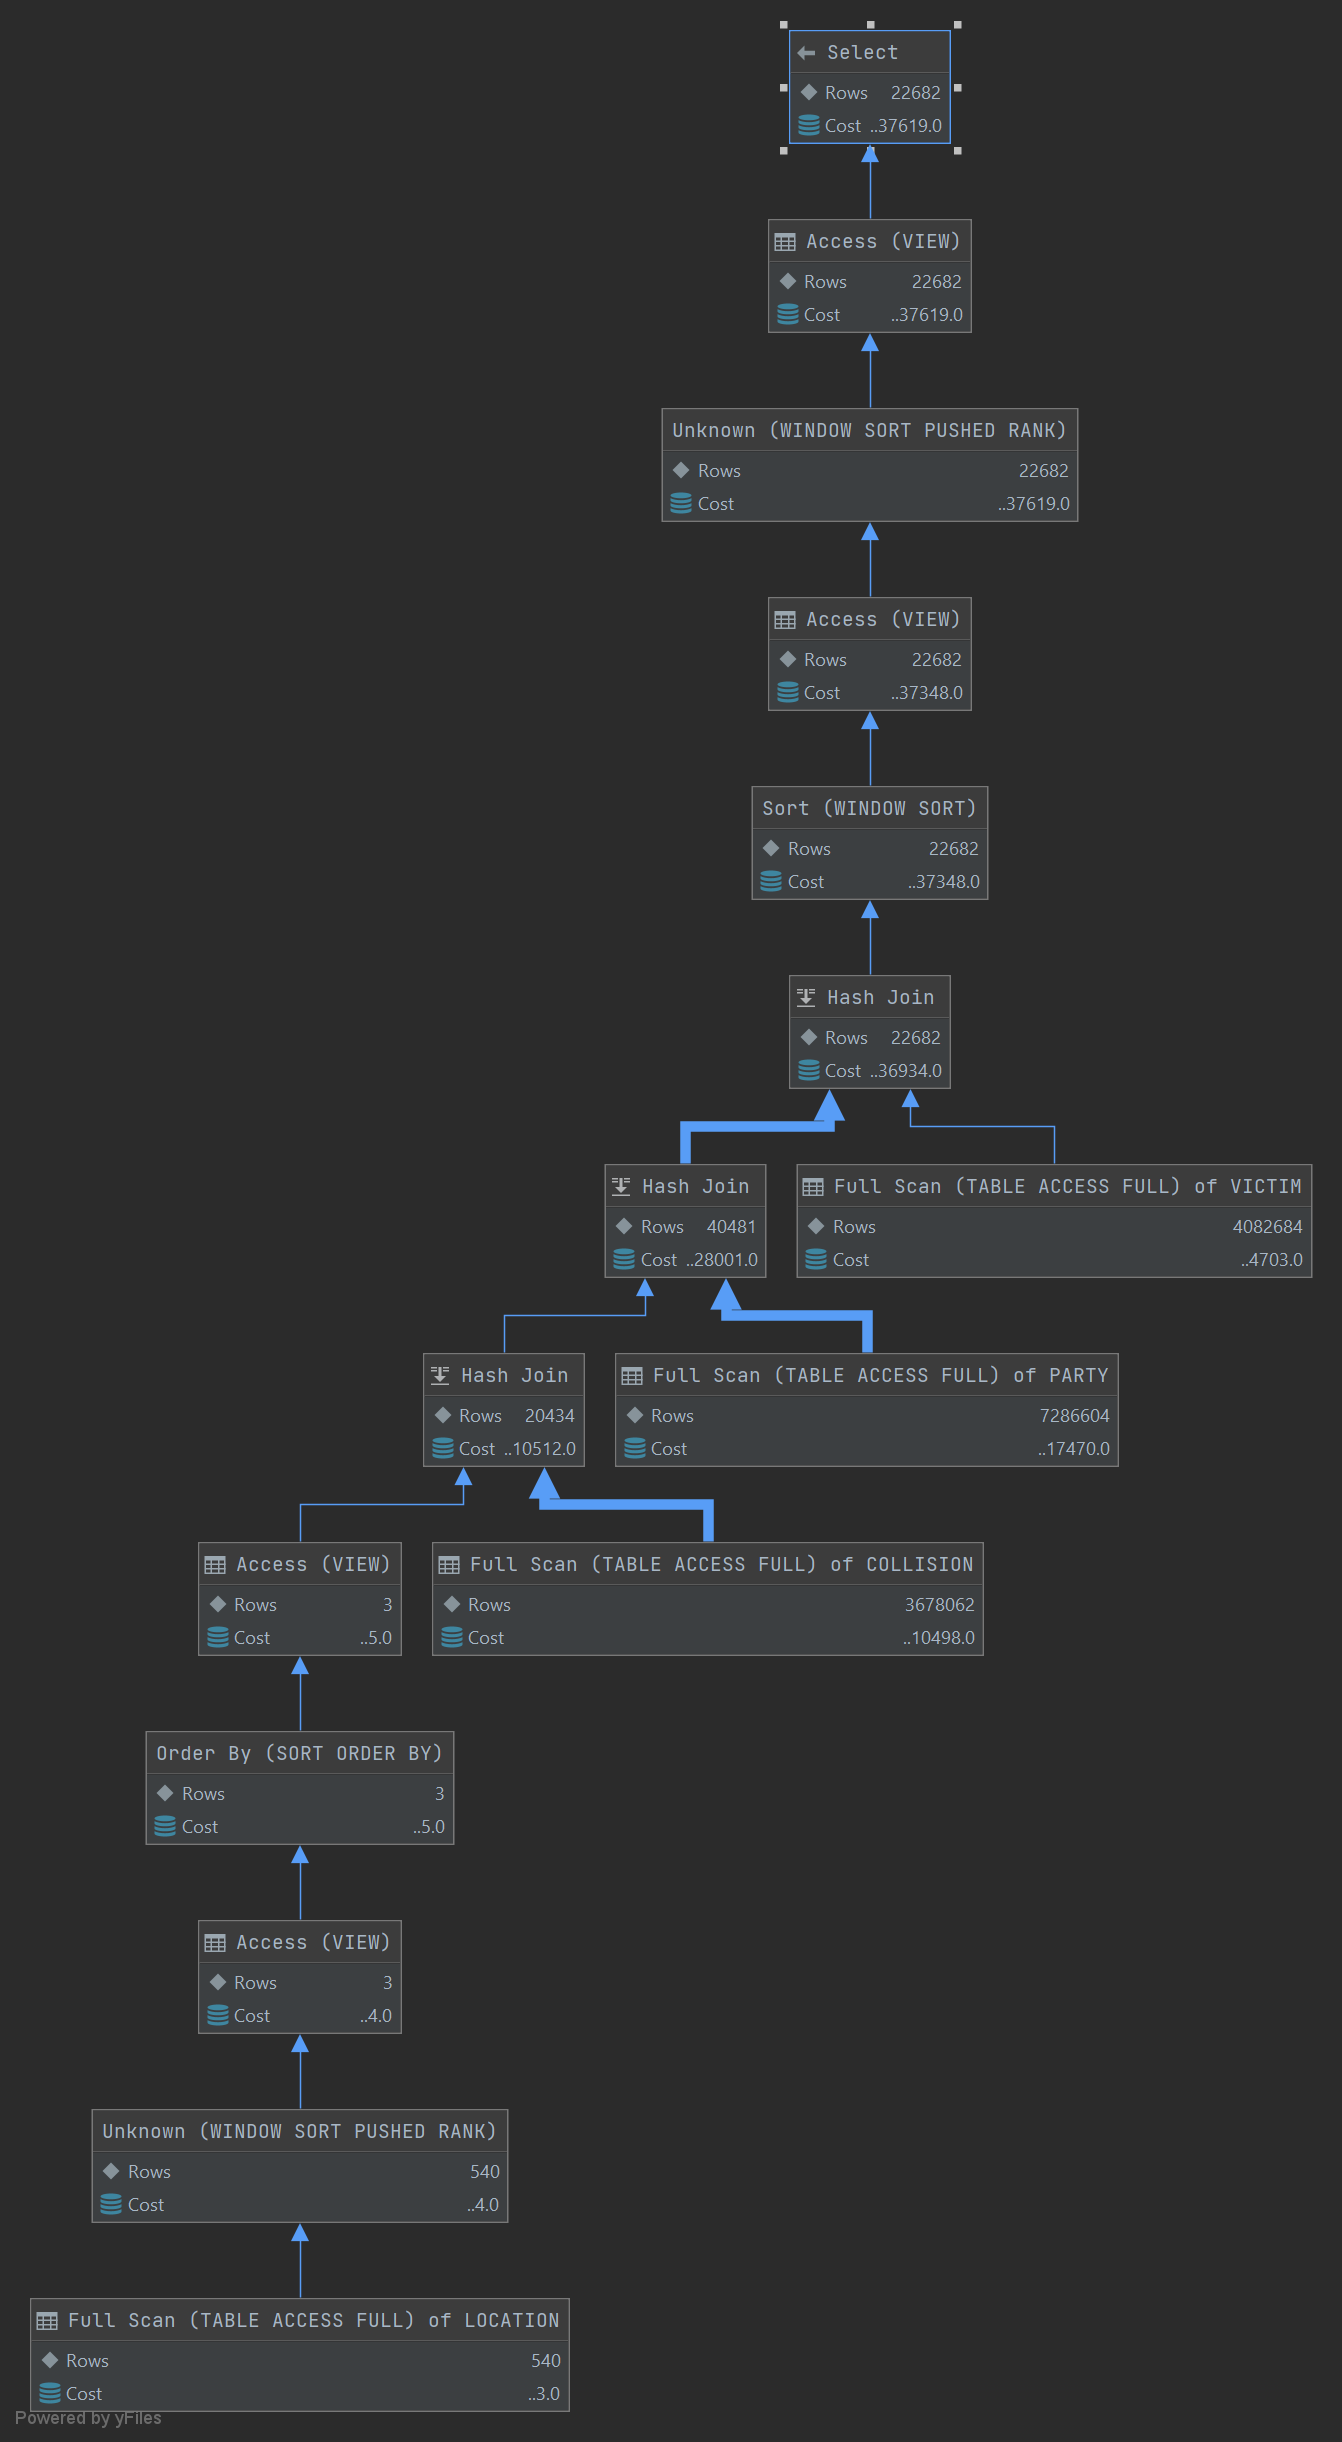 Select
Rows 22682
Cost ..37619.0
Access (VIEW)
Rows 22682
Cost ..37619.0
Unknown (WINDOW SORT PUSHED RANK)
Rows 22682
Cost ..37619.0
Access (VIEW)
Rows 22682
Cost ..37348.0
Sort (WINDOW SORT)
Rows 22682
Cost ..37348.0
Hash Join
Rows 22682
Cost ..36934.0
Hash Join
Rows 40481
Cost ..28001.0
Full Scan (TABLE ACCESS FULL) of VICTIM
Rows 4082684
Cost ..4703.0
Hash Join
Rows 20434
Cost ..10512.0
Full Scan (TABLE ACCESS FULL) of PARTY
Rows 7286604
Cost ..17470.0
Access (VIEW)
Rows 3
Cost ..5.0
Full Scan (TABLE ACCESS FULL) of COLLISION
Rows 3678062
Cost ..10498.0
Order By (SORT ORDER BY)
Rows 3
Cost ..5.0
Access (VIEW)
Rows 3
Cost ..4.0
Unknown (WINDOW SORT PUSHED RANK)
Rows 540
Cost ..4.0
Full Scan (TABLE ACCESS FULL) of LOCATION
Rows 540
Cost ..3.0
Powered by yFiles